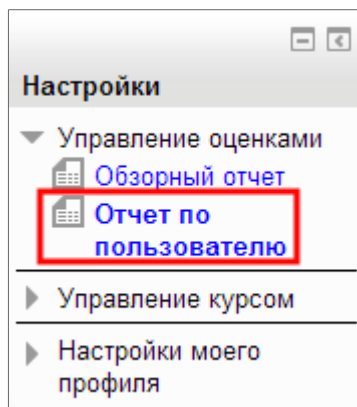 Настройки
Управление оценками
Обзорный отчет
Отчет по
пользователю
Управление курсом
Настройки моего
профиля